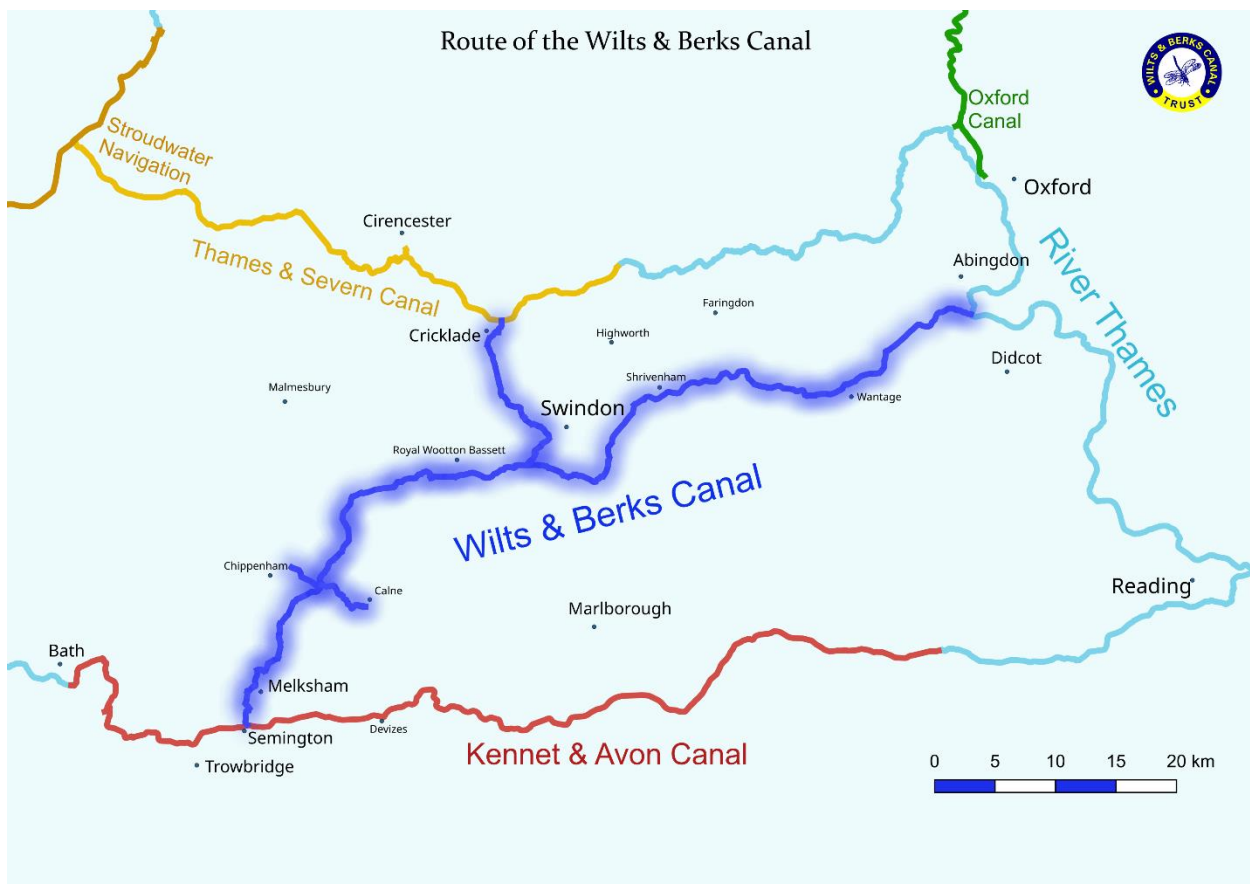 Route of the Wilts & Berks Canal
WILTS & BERKS CANAL
TRUST
Oxford
Canal
Stroudwater
Navigation
Oxford
Cirencester
Thames & Severn Canal
River Thames
Abingdon
Cricklade
Faringdon
Highworth
Didcot
Malmesbury
Shrivenham
Wantage
Swindon
Royal Wootton Bassett
Wilts & Berks Canal
Chippenham
Calne
Marlborough
Reading
Bath
Melksham
Semington
Devizes
Trowbridge
Kennet & Avon Canal
0 5 10 15 20 km